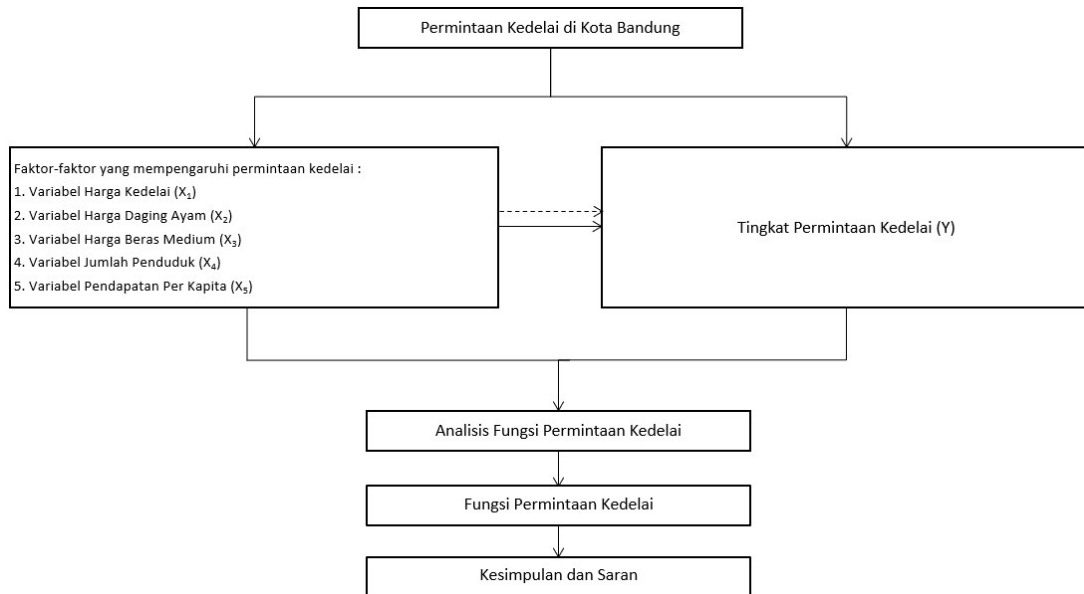 Permintaan Kedelai di Kota Bandung
Faktor-faktor yang mempengaruhi permintaan kedelai :
1. Variabel Harga Kedelai (X₁)
2. Variabel Harga Daging Ayam (X₂)
3. Variabel Harga Beras Medium (X₃)
4. Variabel Jumlah Penduduk (X₄)
5. Variabel Pendapatan Per Kapita (X₅)
Tingkat Permintaan Kedelai (Y)
Analisis Fungsi Permintaan Kedelai
Fungsi Permintaan Kedelai
Kesimpulan dan Saran